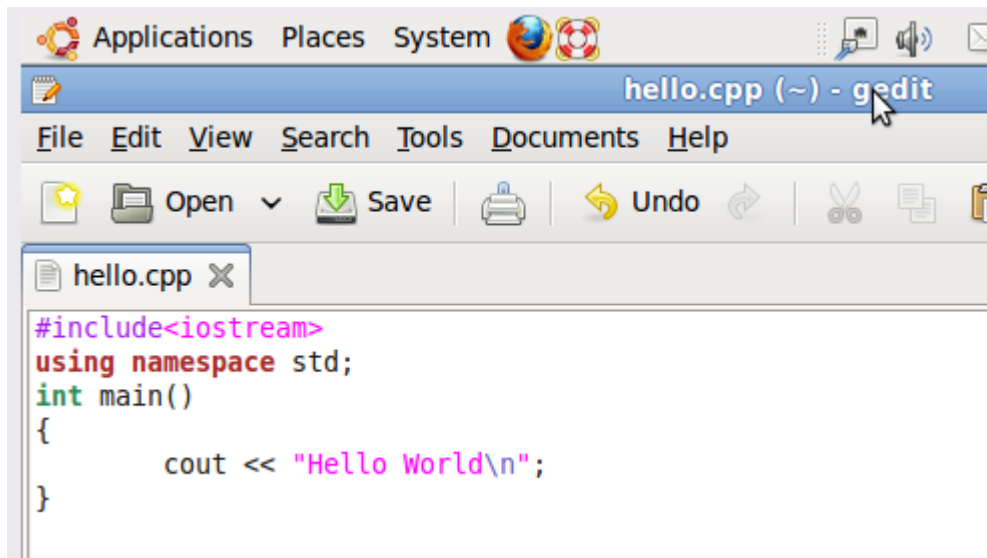 Applications Places System
hello.cpp (~) - gedit
File Edit View Search Tools Documents Help
Open Save Undo
hello.cpp
#include<iostream>
using namespace std;
int main()
{
        cout << "Hello World\n";
}